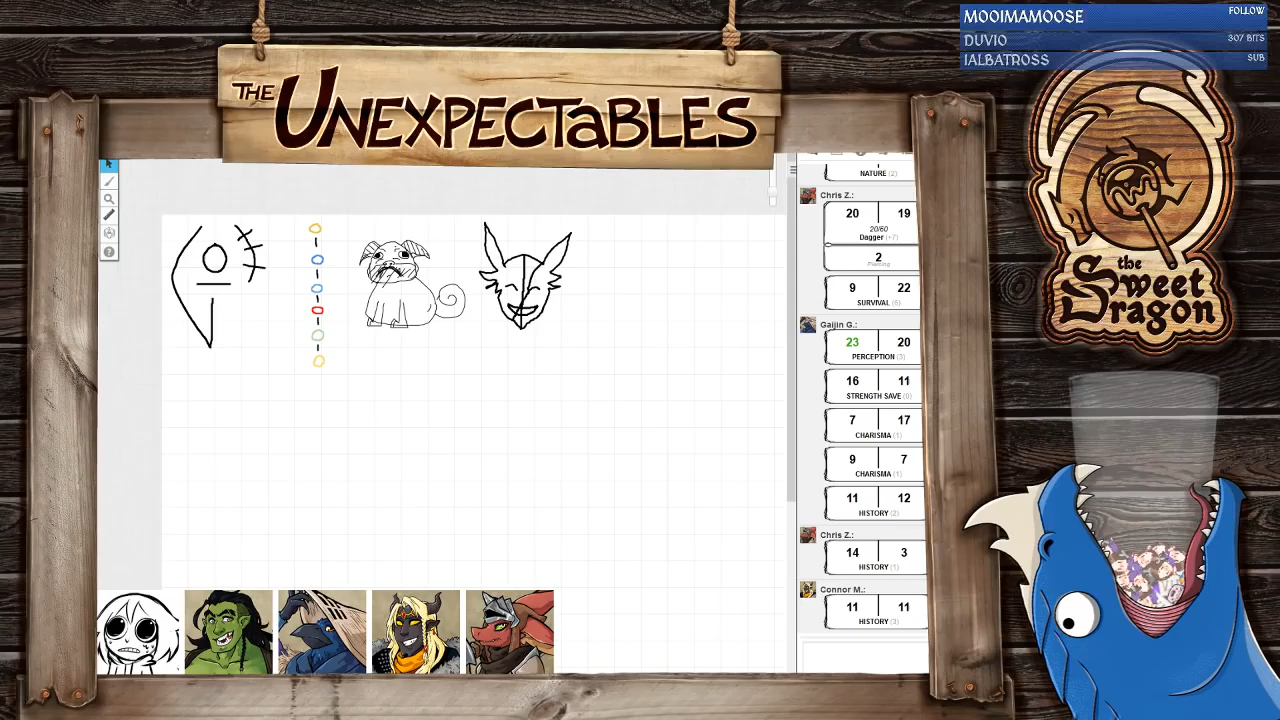 MOOIMAMOOSE FOLLOW
DUVIO 307 BITS
IALBATROSS SUB
THE UNEXPECTABLES
the Sweet Dragon
NATURE (2)
Chris Z.:
20 19
20/60
Dagger (+7)
2
Piercing
9 22
SURVIVAL (5)
Gaijin G.:
23 20
PERCEPTION (3)
16 11
STRENGTH SAVE (0)
7 17
CHARISMA (1)
9 7
CHARISMA (1)
11 12
HISTORY (2)
Chris Z.:
14 3
HISTORY (1)
Connor M.:
11 11
HISTORY (3)